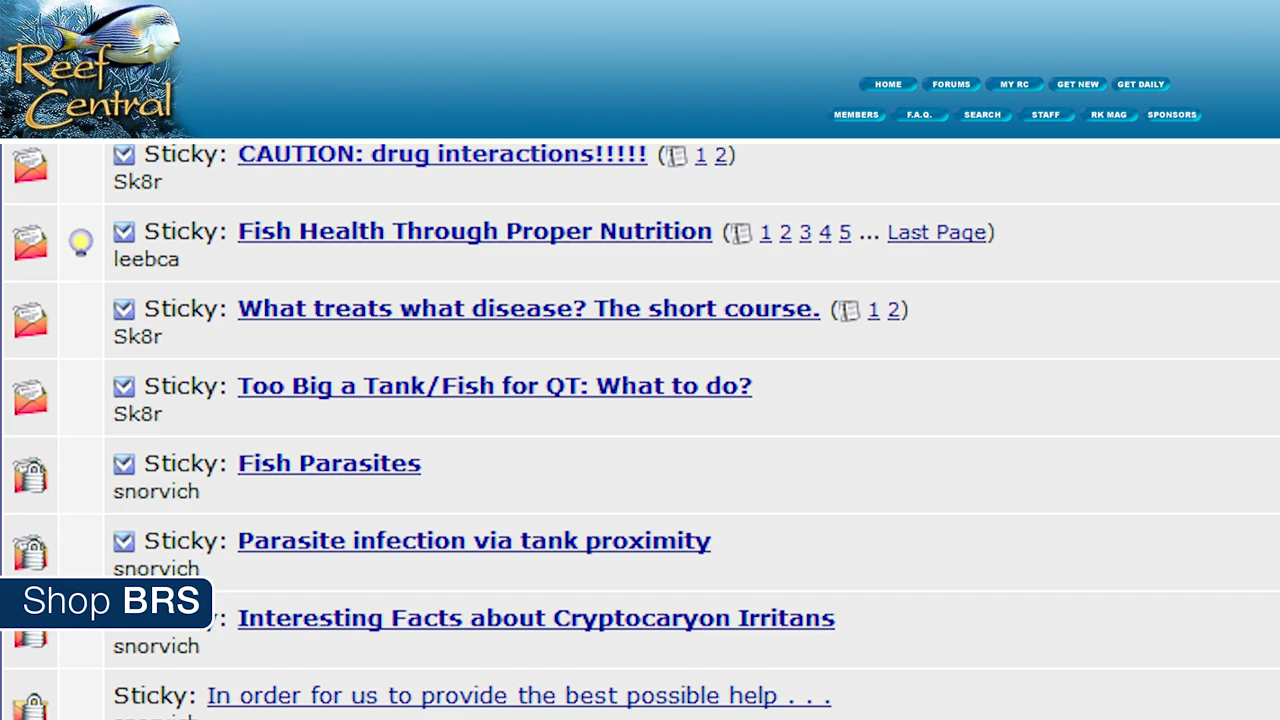 Reef
Central
HOME FORUMS MY RC GET NEW GET DAILY
MEMBERS F.A.Q. SEARCH STAFF RK MAG SPONSORS
Sticky: CAUTION: drug interactions!!!!! ( 1 2)
Sk8r
Sticky: Fish Health Through Proper Nutrition ( 1 2 3 4 5 ... Last Page)
leebca
Sticky: What treats what disease? The short course. ( 1 2)
Sk8r
Sticky: Too Big a Tank/Fish for QT: What to do?
Sk8r
Sticky: Fish Parasites
snorvich
Sticky: Parasite infection via tank proximity
snorvich
Shop BRS
Interesting Facts about Cryptocaryon Irritans
snorvich
Sticky: In order for us to provide the best possible help . . .